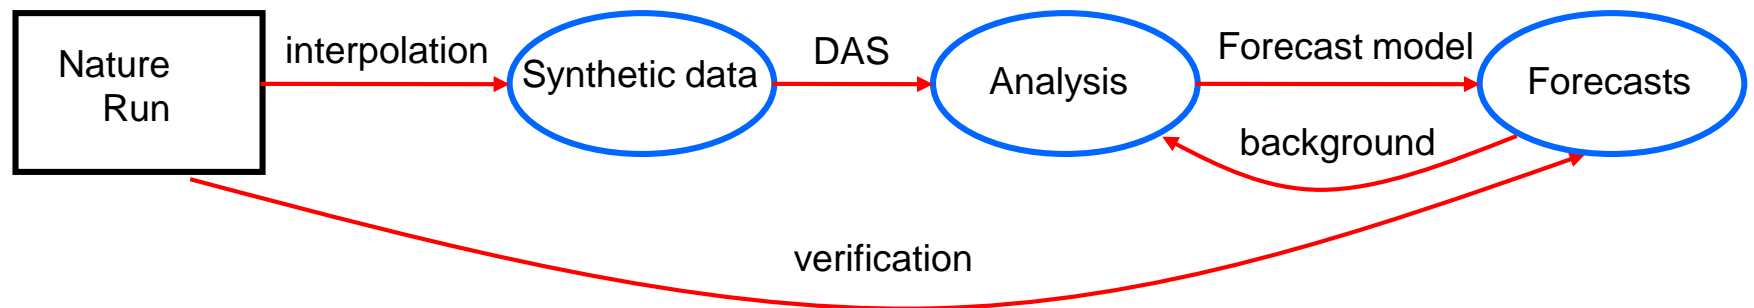 Nature
Run
interpolation
Synthetic data
DAS
Analysis
Forecast model
Forecasts
background
verification